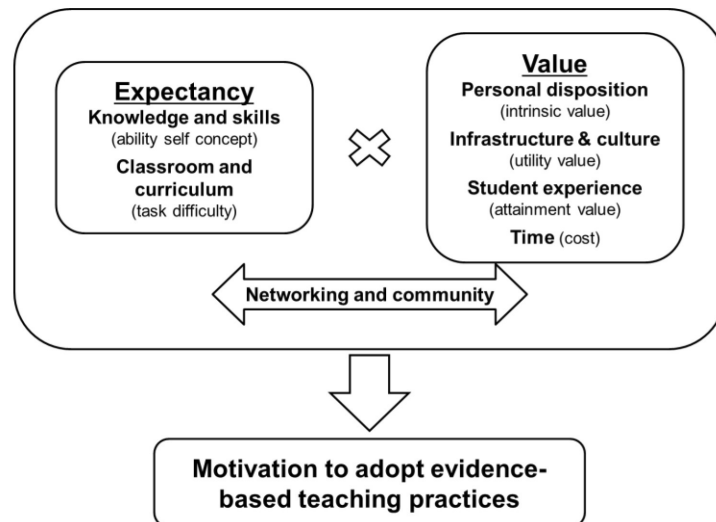 Expectancy
Knowledge and skills
(ability self concept)
Classroom and
curriculum
(task difficulty)
Value
Personal disposition
(intrinsic value)
Infrastructure & culture
(utility value)
Student experience
(attainment value)
Time (cost)
Networking and community
Motivation to adopt evidence-
based teaching practices